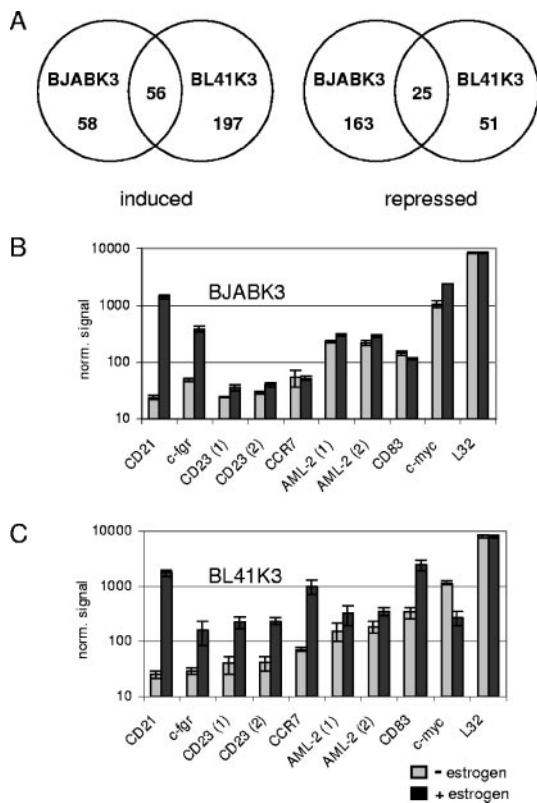 A
BJABK3 56 BL41K3
58 197
induced
BJABK3 25 BL41K3
163 51
repressed
B
BJABK3
norm. signal
10000
1000
100
10
CD21
c-fgr
CD23 (1)
CD23 (2)
CCR7
AML-2 (1)
AML-2 (2)
CD83
c-myc
L32
C
BL41K3
norm. signal
10000
1000
100
10
CD21
c-fgr
CD23 (1)
CD23 (2)
CCR7
AML-2 (1)
AML-2 (2)
CD83
c-myc
L32
- estrogen
+ estrogen